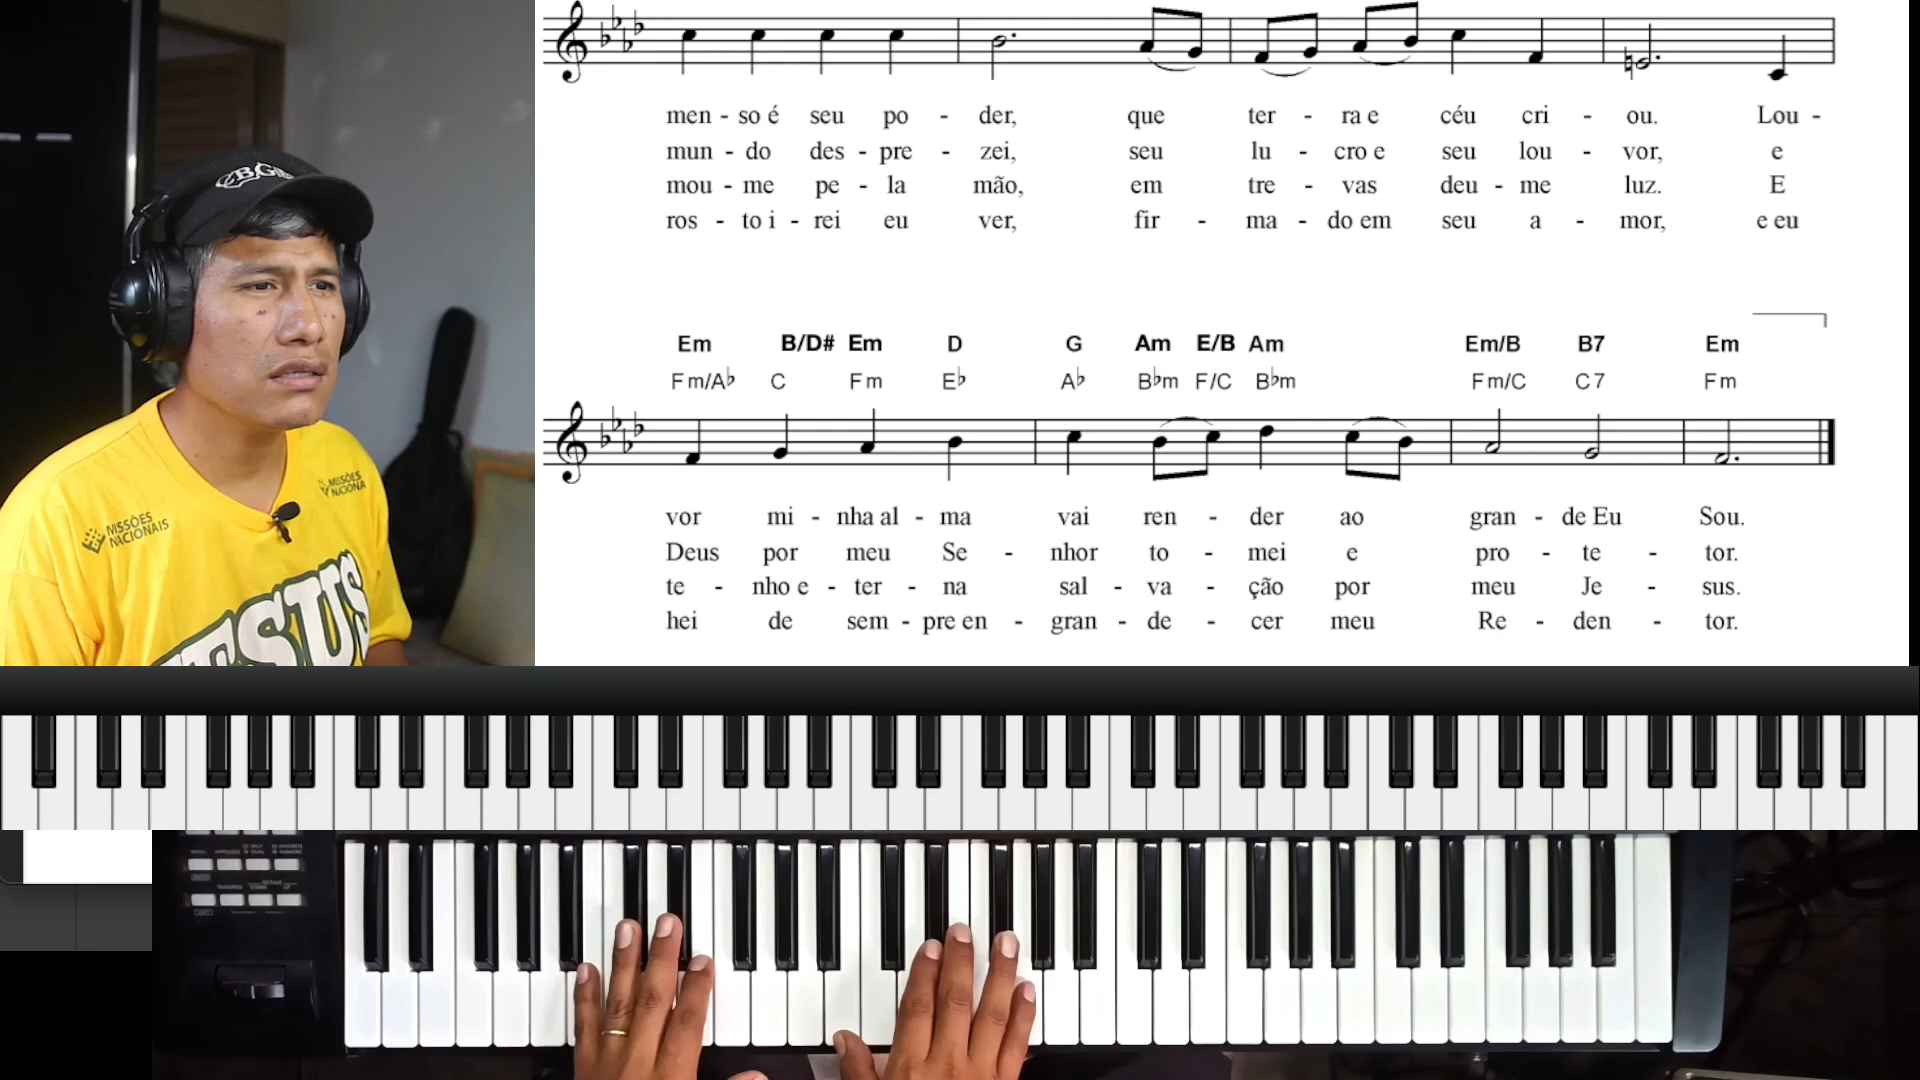 men - so é seu po - der, que ter - ra e céu cri - ou. Lou -
mun - do des - pre - zei, seu lu - cro e seu lou - vor, e
mou - me pe - la mão, em tre - vas deu - me luz. E
ros - to i - rei eu ver, fir - ma - do em seu a - mor, e eu
Em B/D# Em D G Am E/B Am Em/B B7 Em
Fm/A♭ C Fm E♭ A♭ B♭m F/C B♭m Fm/C C7 Fm
vor mi - nha al - ma vai ren - der ao gran - de Eu Sou.
Deus por meu Se - nhor to - mei e pro - te - tor.
te - nho e - ter - na sal - va - ção por meu Je - sus.
hei de sem - pre en - gran - de - cer meu Re - den - tor.
MISSÕES
NACIONAIS
MISSÕES
NACIONA
JESUS